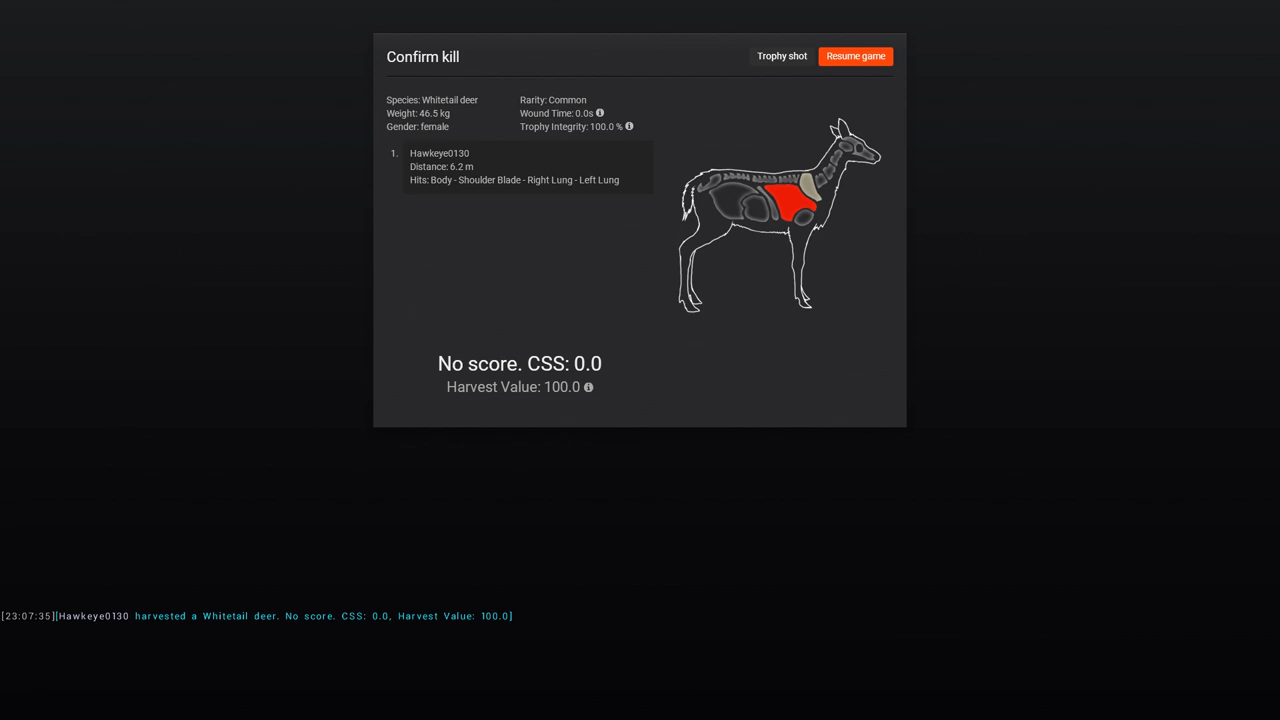 Confirm kill
Trophy shot
Resume game
Species: Whitetail deer
Weight: 46.5 kg
Gender: female
Rarity: Common
Wound Time: 0.0s
Trophy Integrity: 100.0 %
1. Hawkeye0130
Distance: 6.2 m
Hits: Body - Shoulder Blade - Right Lung - Left Lung
No score. CSS: 0.0
Harvest Value: 100.0
[23:07:35][Hawkeye0130 harvested a Whitetail deer. No score. CSS: 0.0, Harvest Value: 100.0]